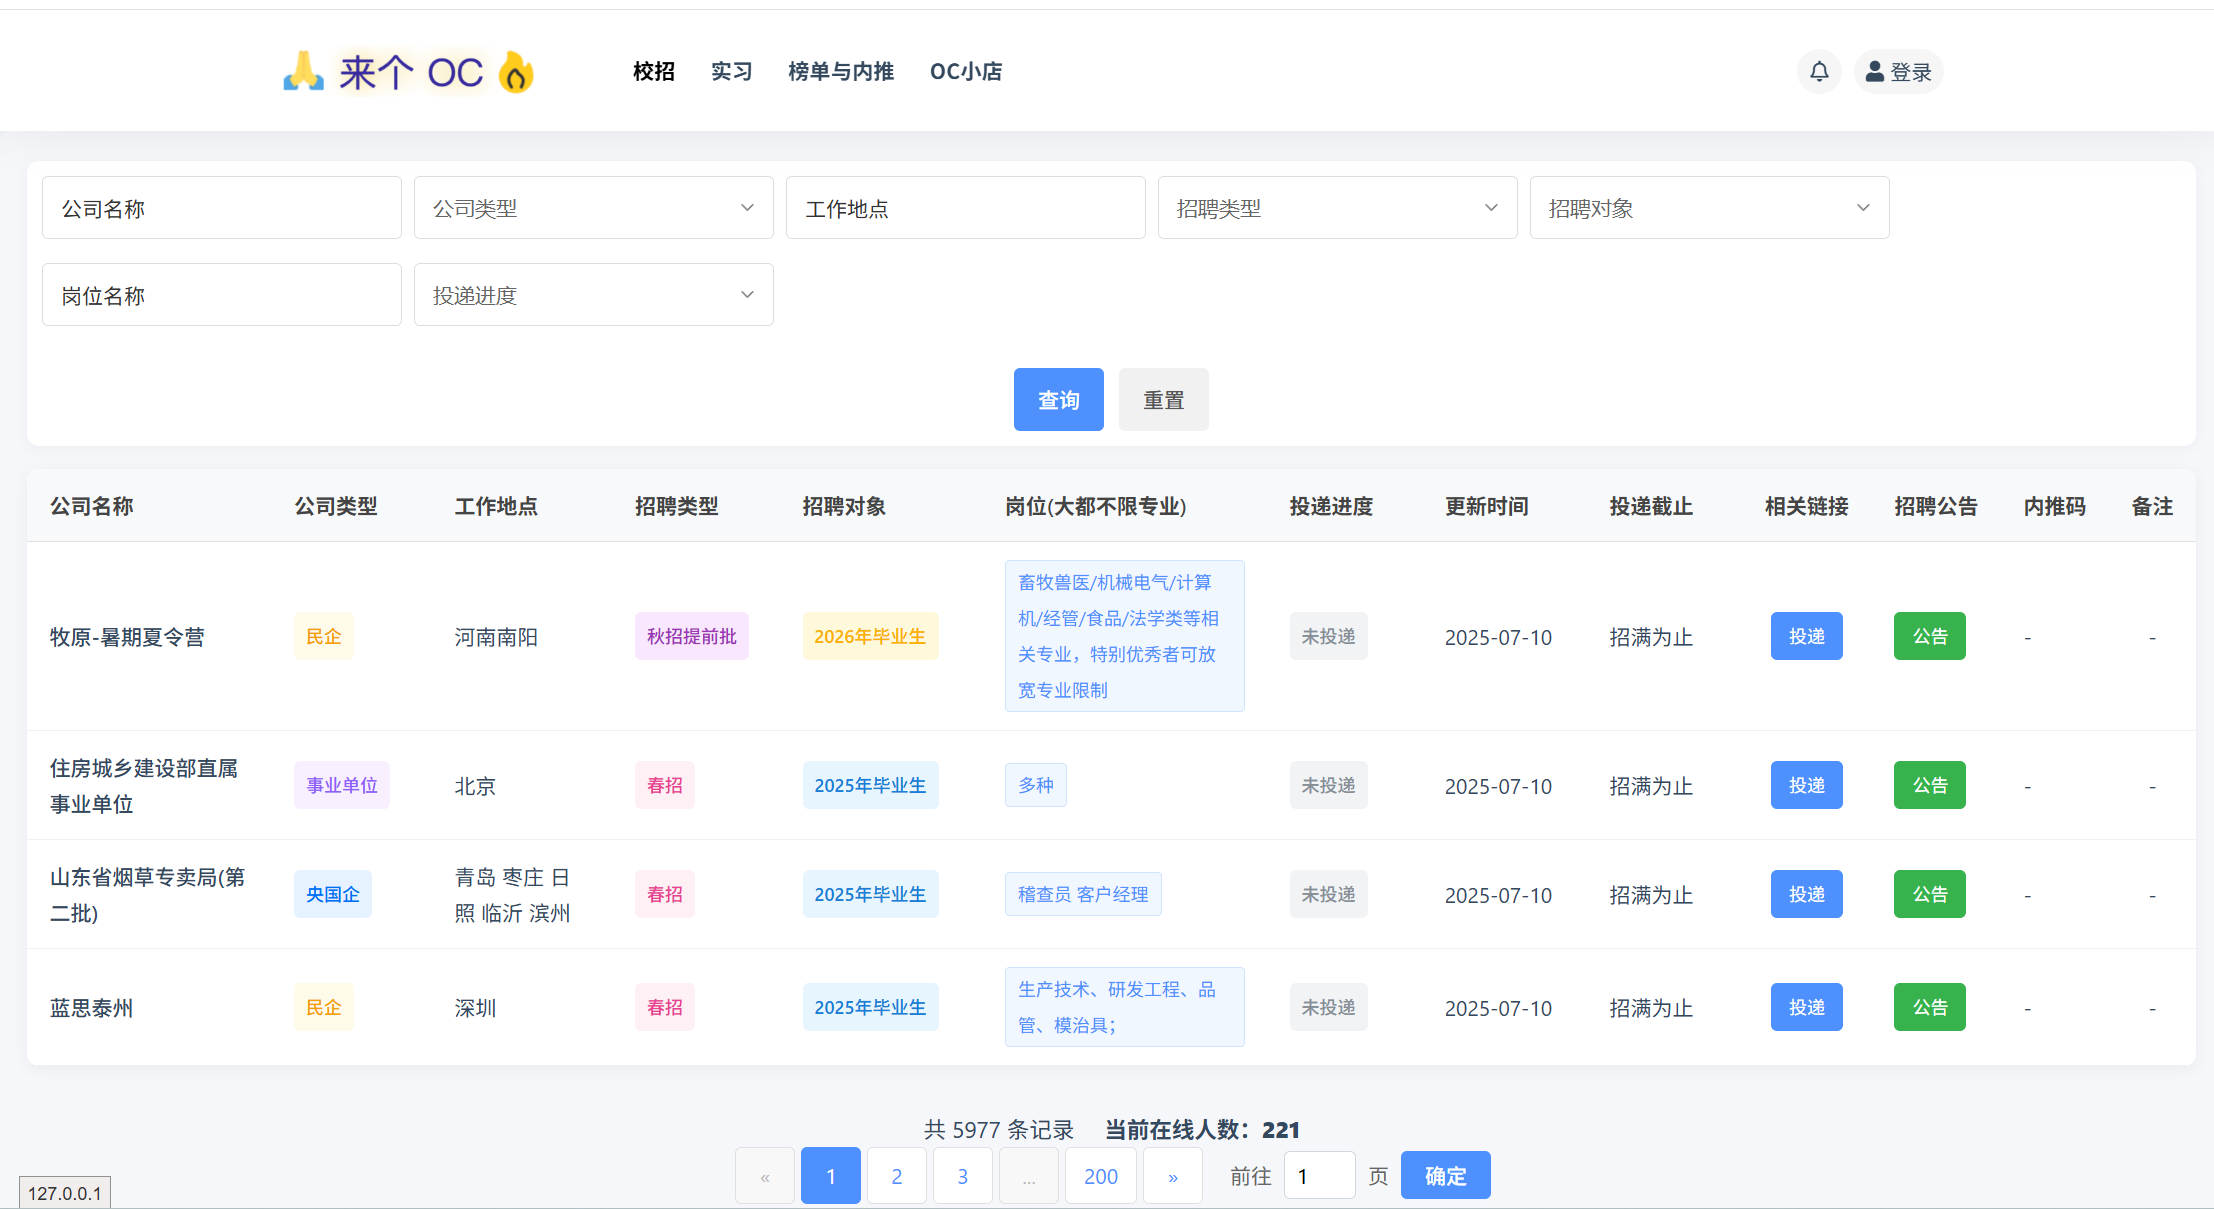 🙏 来个 OC 🔥
校招 实习 榜单与内推 OC小店
登录
公司名称 公司类型 工作地点 招聘类型 招聘对象
岗位名称 投递进度
查询 重置
公司名称 公司类型 工作地点 招聘类型 招聘对象 岗位(大都不限专业) 投递进度 更新时间 投递截止 相关链接 招聘公告 内推码 备注
牧原-暑期夏令营 民企 河南南阳 秋招提前批 2026年毕业生
畜牧兽医/机械电气/计算
机/经管/食品/法学类等相
关专业，特别优秀者可放
宽专业限制
未投递 2025-07-10 招满为止 投递 公告 - -
住房城乡建设部直属
事业单位
事业单位 北京 春招 2025年毕业生 多种 未投递 2025-07-10 招满为止 投递 公告 - -
山东省烟草专卖局(第
二批)
央国企
青岛 枣庄 日
照 临沂 滨州
春招 2025年毕业生 稽查员 客户经理 未投递 2025-07-10 招满为止 投递 公告 - -
蓝思泰州 民企 深圳 春招 2025年毕业生
生产技术、研发工程、品
管、模治具；
未投递 2025-07-10 招满为止 投递 公告 - -
共 5977 条记录 当前在线人数：221
« 1 2 3 ... 200 » 前往 1 页 确定
127.0.0.1